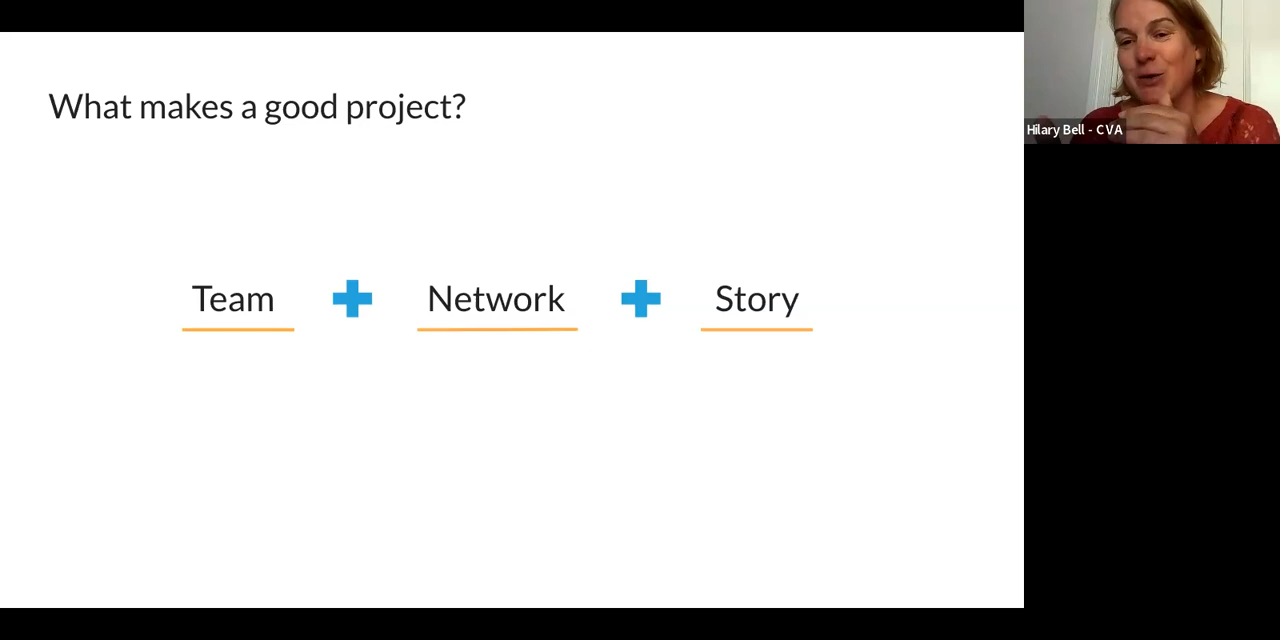 What makes a good project?
Team + Network + Story
Hilary Bell - CVA